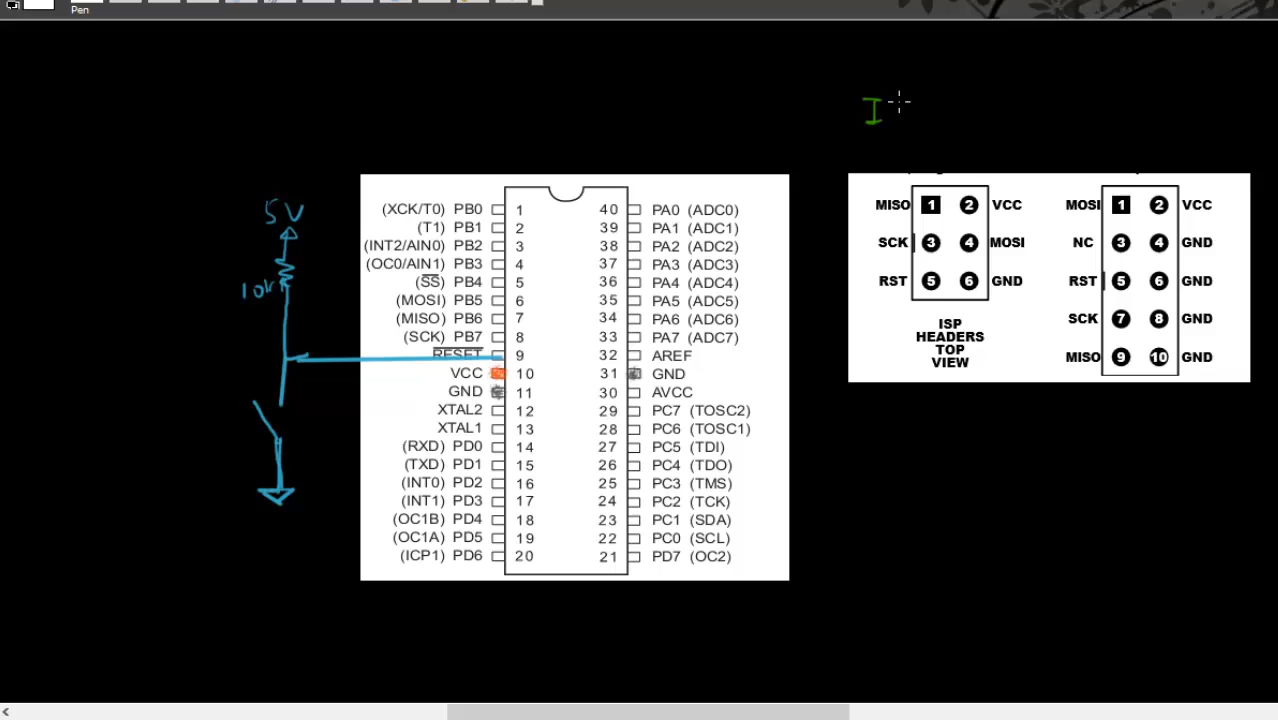 Pen
I
5V
10k
(XCK/T0) PB0 1 40 PA0 (ADC0)
(T1) PB1 2 39 PA1 (ADC1)
(INT2/AIN0) PB2 3 38 PA2 (ADC2)
(OC0/AIN1) PB3 4 37 PA3 (ADC3)
(SS) PB4 5 36 PA4 (ADC4)
(MOSI) PB5 6 35 PA5 (ADC5)
(MISO) PB6 7 34 PA6 (ADC6)
(SCK) PB7 8 33 PA7 (ADC7)
RESET 9 32 AREF
VCC 10 31 GND
GND 11 30 AVCC
XTAL2 12 29 PC7 (TOSC2)
XTAL1 13 28 PC6 (TOSC1)
(RXD) PD0 14 27 PC5 (TDI)
(TXD) PD1 15 26 PC4 (TDO)
(INT0) PD2 16 25 PC3 (TMS)
(INT1) PD3 17 24 PC2 (TCK)
(OC1B) PD4 18 23 PC1 (SDA)
(OC1A) PD5 19 22 PC0 (SCL)
(ICP1) PD6 20 21 PD7 (OC2)
MISO 1 2 VCC
SCK 3 4 MOSI
RST 5 6 GND
ISP
HEADERS
TOP
VIEW
MOSI 1 2 VCC
NC 3 4 GND
RST 5 6 GND
SCK 7 8 GND
MISO 9 10 GND